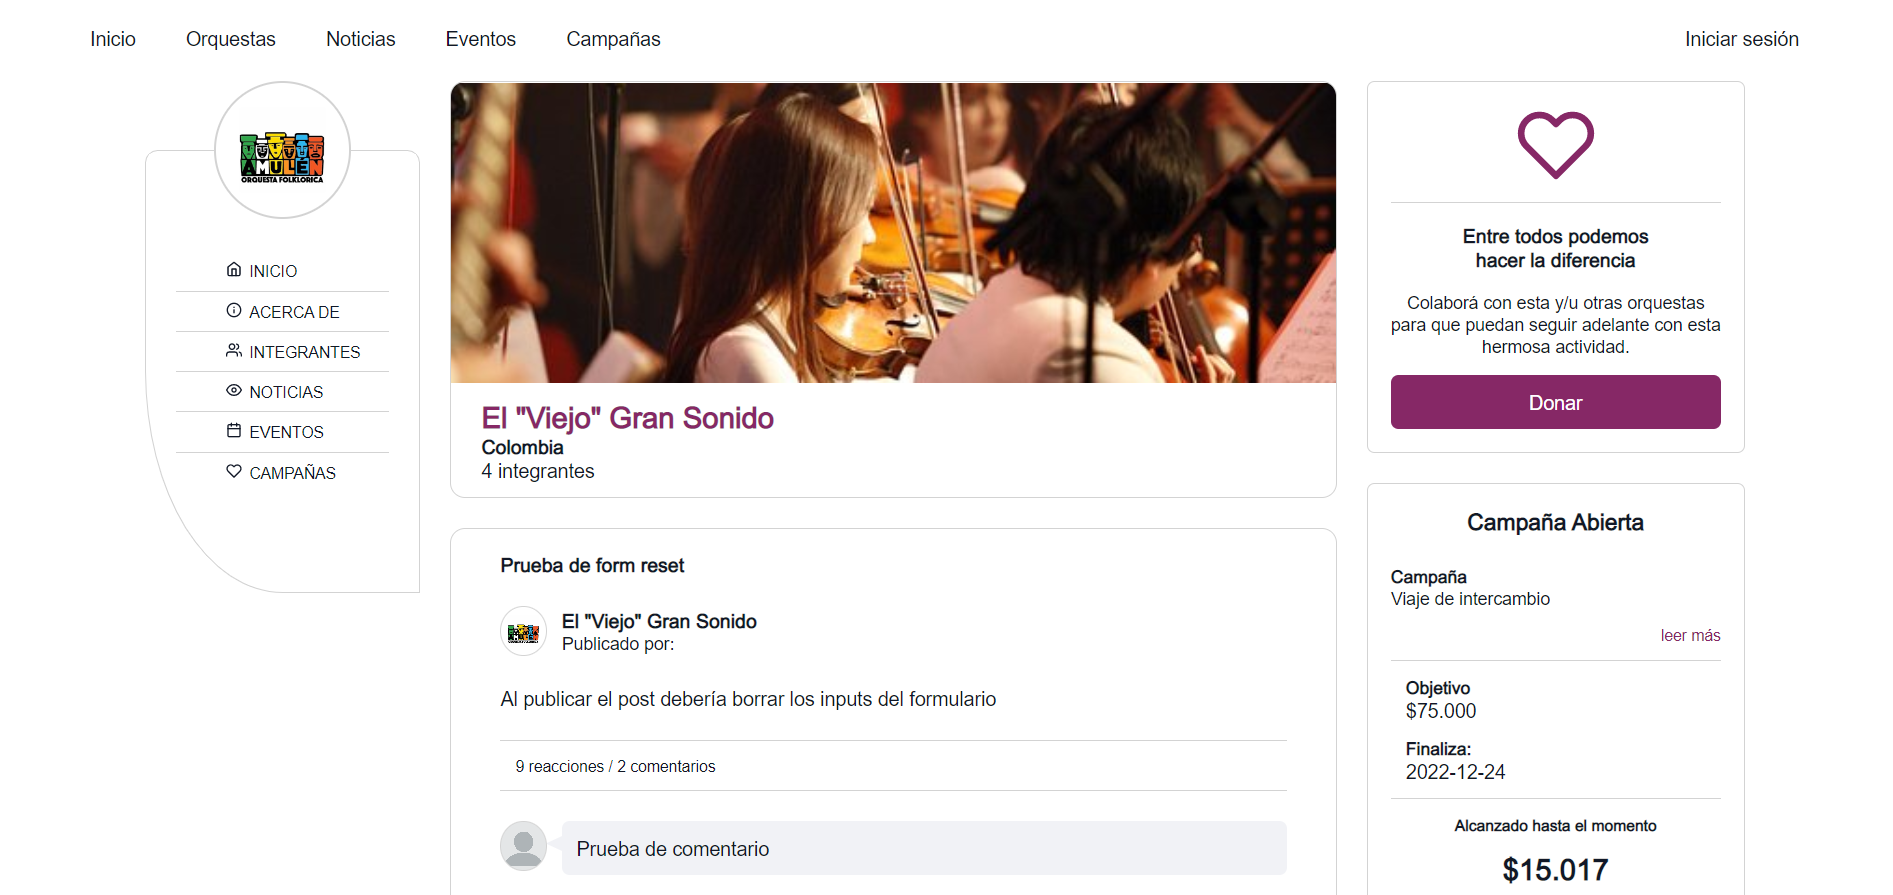 Inicio Orquestas Noticias Eventos Campañas Iniciar sesión
AMULÉN
ORQUESTA FOLKLORICA
INICIO
ACERCA DE
INTEGRANTES
NOTICIAS
EVENTOS
CAMPAÑAS
El "Viejo" Gran Sonido
Colombia
4 integrantes
Prueba de form reset
El "Viejo" Gran Sonido
Publicado por:
Al publicar el post debería borrar los inputs del formulario
9 reacciones / 2 comentarios
Prueba de comentario
Entre todos podemos
hacer la diferencia
Colaborá con esta y/u otras orquestas
para que puedan seguir adelante con esta
hermosa actividad.
Donar
Campaña Abierta
Campaña
Viaje de intercambio
leer más
Objetivo
$75.000
Finaliza:
2022-12-24
Alcanzado hasta el momento
$15.017